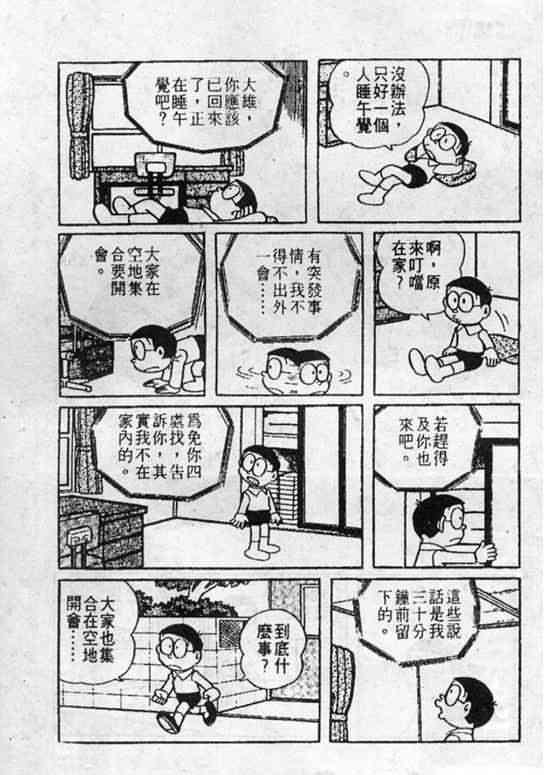 沒辦法，
只好一個
人睡午覺
。
大雄，
你應該
已回來
了，正
在睡午
覺吧？
啊，原
來叮噹
在家？
有突發事
情，我不
得不出外
一會……
大家在
空地集
合要開
會。
若趕得
及你也
來吧。
爲免你四
處找，告
訴你，其
實我不在
家內的。
這些說
話是我
三十分
鐘前留
下的。
到底什
麼事？
大家也集
合在空地
開會……